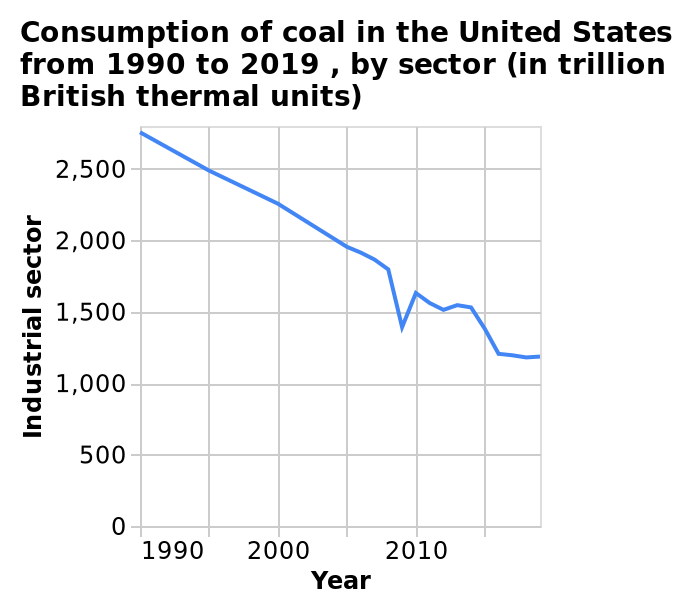 Consumption of coal in the United States
from 1990 to 2019 , by sector (in trillion
British thermal units)
Industrial sector
2,500
2,000
1,500
1,000
500
0
1990 2000 2010
Year